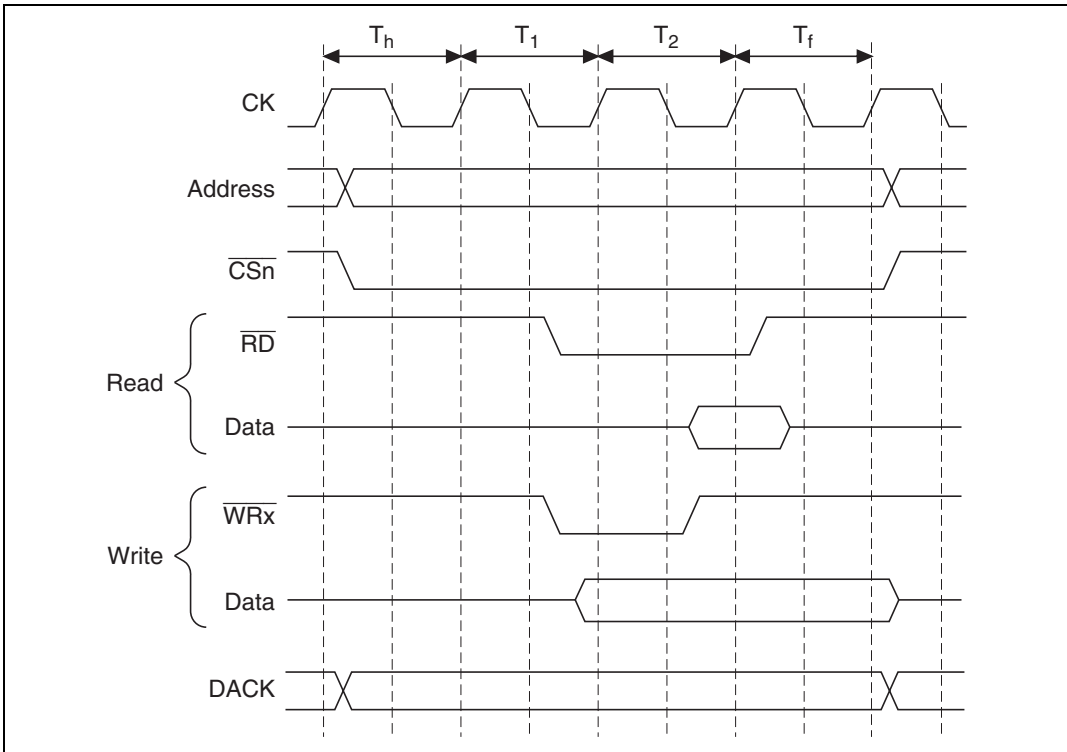 Th T1 T2 Tf
CK
Address
CSn
RD
Read
Data
WRx
Write
Data
DACK